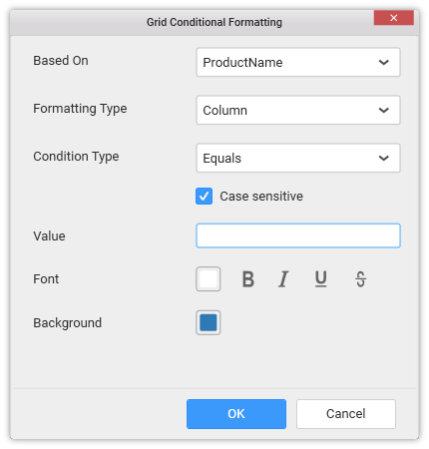 Grid Conditional Formatting
Based On
ProductName
Formatting Type
Column
Condition Type
Equals
Case sensitive
Value
Font
B I U S
Background
OK
Cancel